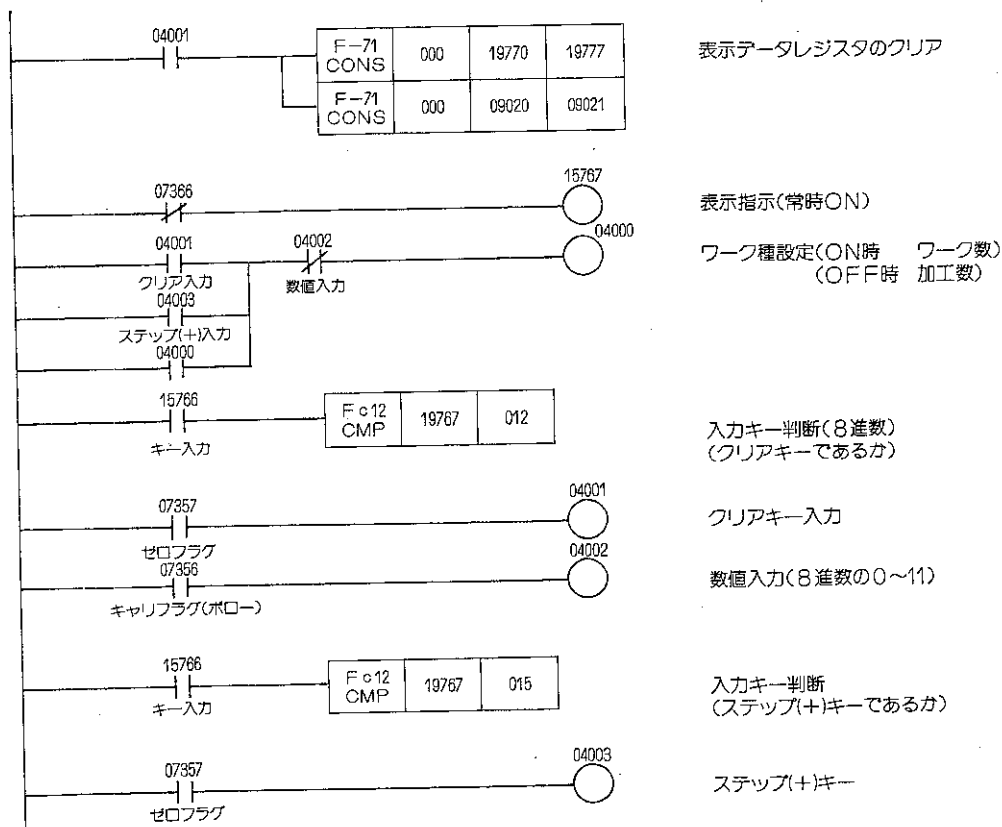 04001
F-71 CONS 000 19770 19777
表示データレジスタのクリア
F-71 CONS 000 09020 09021
07366
15767
表示指示(常時ON)
04001
04002
04000
クリア入力
数値入力
ワーク種設定(ON時 ワーク数)
(OFF時 加工数)
04003
ステップ(+)入力
04000
15766
キー入力
Fc12 CMP 19767 012
入力キー判断(8進数)
(クリアキーであるか)
07357
04001
ゼロフラグ
クリアキー入力
07356
04002
キャリフラグ(ボロー)
数値入力(8進数の0~11)
15766
キー入力
Fc12 CMP 19767 015
入力キー判断
(ステップ(+)キーであるか)
07357
04003
ゼロフラグ
ステップ(+)キー